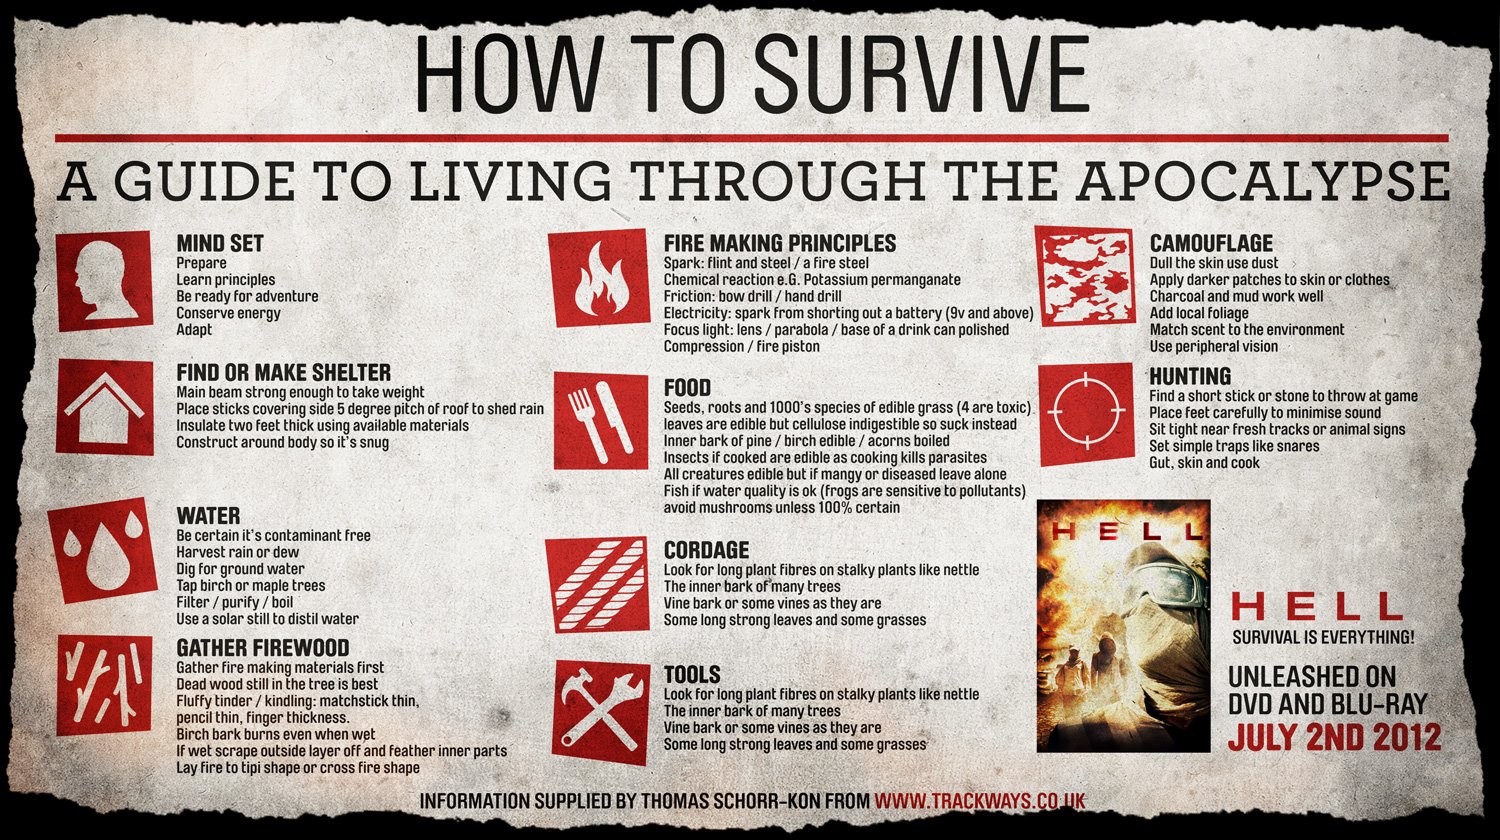 HOW TO SURVIVE
A GUIDE TO LIVING THROUGH THE APOCALYPSE
MIND SET
Prepare
Learn principles
Be ready for adventure
Conserve energy
Adapt
FIND OR MAKE SHELTER
Main beam strong enough to take weight
Place sticks covering side 5 degree pitch of roof to shed rain
Insulate two feet thick using available materials
Construct around body so it's snug
WATER
Be certain it's contaminant free
Harvest rain or dew
Dig for ground water
Tap birch or maple trees
Filter / purify / boil
Use a solar still to distil water
GATHER FIREWOOD
Gather fire making materials first
Dead wood still in the tree is best
Fluffy tinder / kindling: matchstick thin,
pencil thin, finger thickness.
Birch bark burns even when wet
If wet scrape outside layer off and feather inner parts
Lay fire to tipi shape or cross fire shape
FIRE MAKING PRINCIPLES
Spark: flint and steel / a fire steel
Chemical reaction e.G. Potassium permanganate
Friction: bow drill / hand drill
Electricity: spark from shorting out a battery (9v and above)
Focus light: lens / parabola / base of a drink can polished
Compression / fire piston
FOOD
Seeds, roots and 1000's species of edible grass (4 are toxic)
leaves are edible but cellulose indigestible so suck instead
Inner bark of pine / birch edible / acorns boiled
Insects if cooked are edible as cooking kills parasites
All creatures edible but if mangy or diseased leave alone
Fish if water quality is ok (frogs are sensitive to pollutants)
avoid mushrooms unless 100% certain
CORDAGE
Look for long plant fibres on stalky plants like nettle
The inner bark of many trees
Vine bark or some vines as they are
Some long strong leaves and some grasses
TOOLS
Look for long plant fibres on stalky plants like nettle
The inner bark of many trees
Vine bark or some vines as they are
Some long strong leaves and some grasses
CAMOUFLAGE
Dull the skin use dust
Apply darker patches to skin or clothes
Charcoal and mud work well
Add local foliage
Match scent to the environment
Use peripheral vision
HUNTING
Find a short stick or stone to throw at game
Place feet carefully to minimise sound
Sit tight near fresh tracks or animal signs
Set simple traps like snares
Gut, skin and cook
HELL
HELL
SURVIVAL IS EVERYTHING!
UNLEASHED ON
DVD AND BLU-RAY
JULY 2ND 2012
INFORMATION SUPPLIED BY THOMAS SCHORR-KON FROM WWW.TRACKWAYS.CO.UK